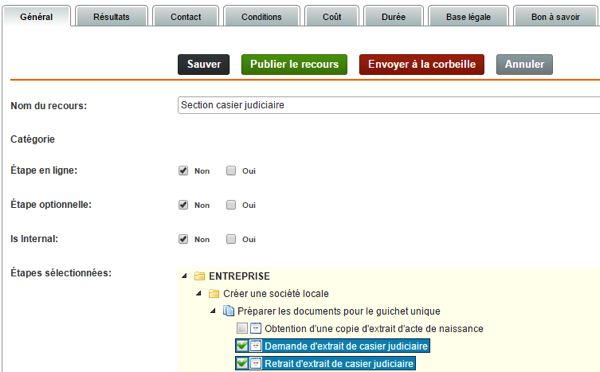 Général Résultats Contact Conditions Coût Durée Base légale Bon à savoir
Sauver Publier le recours Envoyer à la corbeille Annuler
Nom du recours: Section casier judiciaire
Catégorie
Étape en ligne: Non Oui
Étape optionnelle: Non Oui
Is Internal: Non Oui
Étapes sélectionnées: ENTREPRISE
Créer une société locale
Préparer les documents pour le guichet unique
Obtention d'une copie d'extrait d'acte de naissance
Demande d'extrait de casier judiciaire
Retrait d'extrait de casier judiciaire